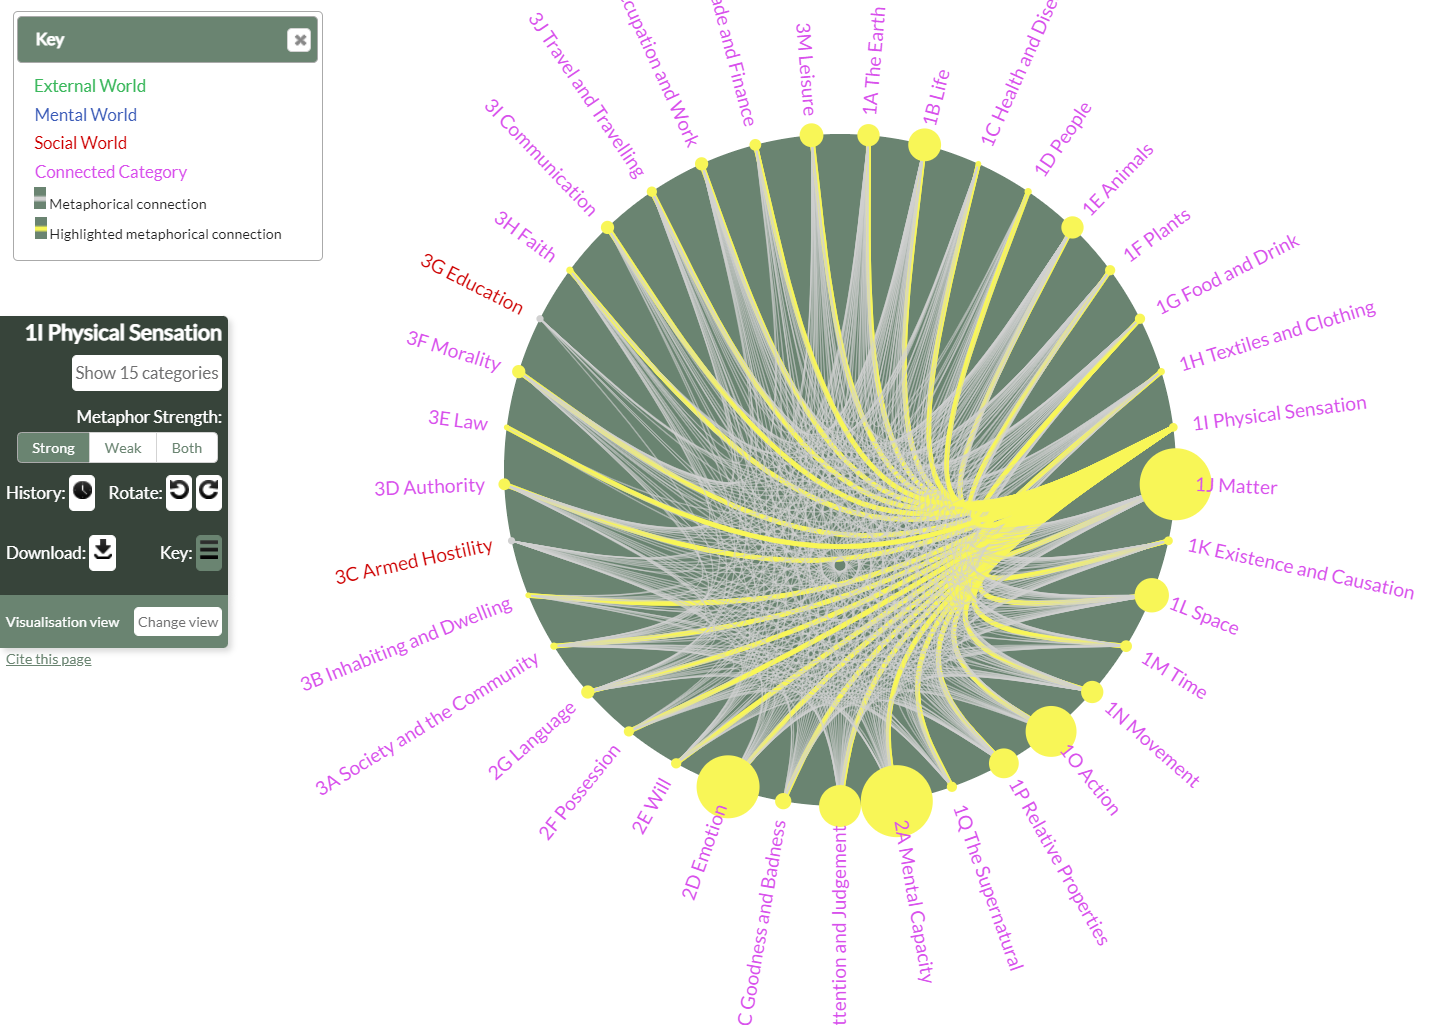 Key
External World
Mental World
Social World
Connected Category
Metaphorical connection
Highlighted metaphorical connection
1I Physical Sensation
Show 15 categories
Metaphor Strength:
Strong Weak Both
History: Rotate:
Download: Key:
Visualisation view Change view
Cite this page
3M Leisure
1A The Earth
1B Life
1C Health and
1D People
1E Animals
1F Plants
1G Food and Drink
1H Textiles and Clothing
1I Physical Sensation
1J Matter
1K Existence and Causation
1L Space
1M Time
1N Movement
1O Action
1P Relative Properties
1Q The Supernatural
2A Mental Capacity
and Judgement
C Goodness and Badness
2D Emotion
2E Will
2F Possession
2G Language
3A Society and the Community
3B Inhabiting and Dwelling
3C Armed Hostility
3D Authority
3E Law
3F Morality
3G Education
3H Faith
3I Communication
3J Travel and Travelling
and Work
and Finance